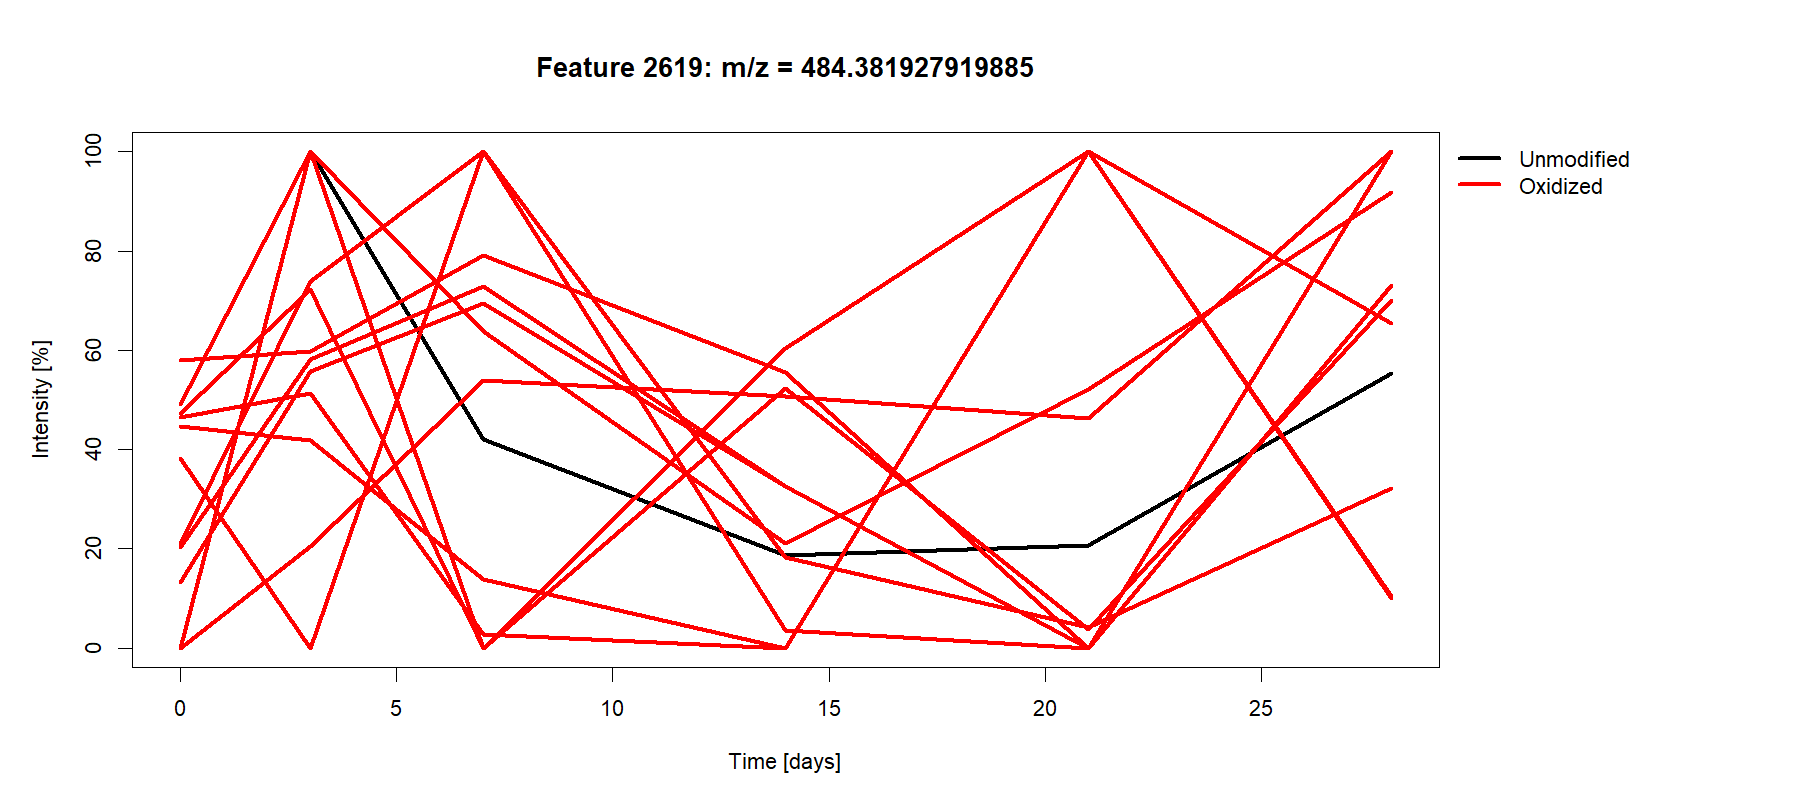 Feature 2619: m/z = 484.381927919885
Unmodified
Oxidized
Intensity [%]
100
80
60
40
20
0
0 5 10 15 20 25
Time [days]